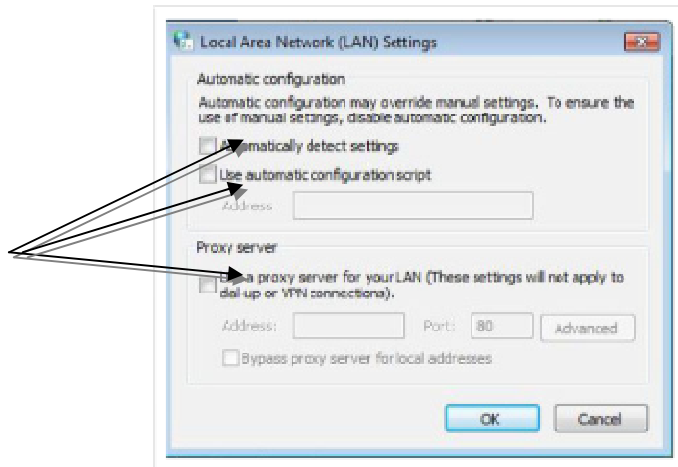 Local Area Network (LAN) Settings
Automatic configuration
Automatic configuration may override manual settings. To ensure the
use of manual settings, disable automatic configuration.
Automatically detect settings
Use automatic configuration script
Address
Proxy server
Use a proxy server for your LAN (These settings will not apply to
dial-up or VPN connections).
Address:
Port:
80
Advanced
Bypass proxy server for local addresses
OK
Cancel